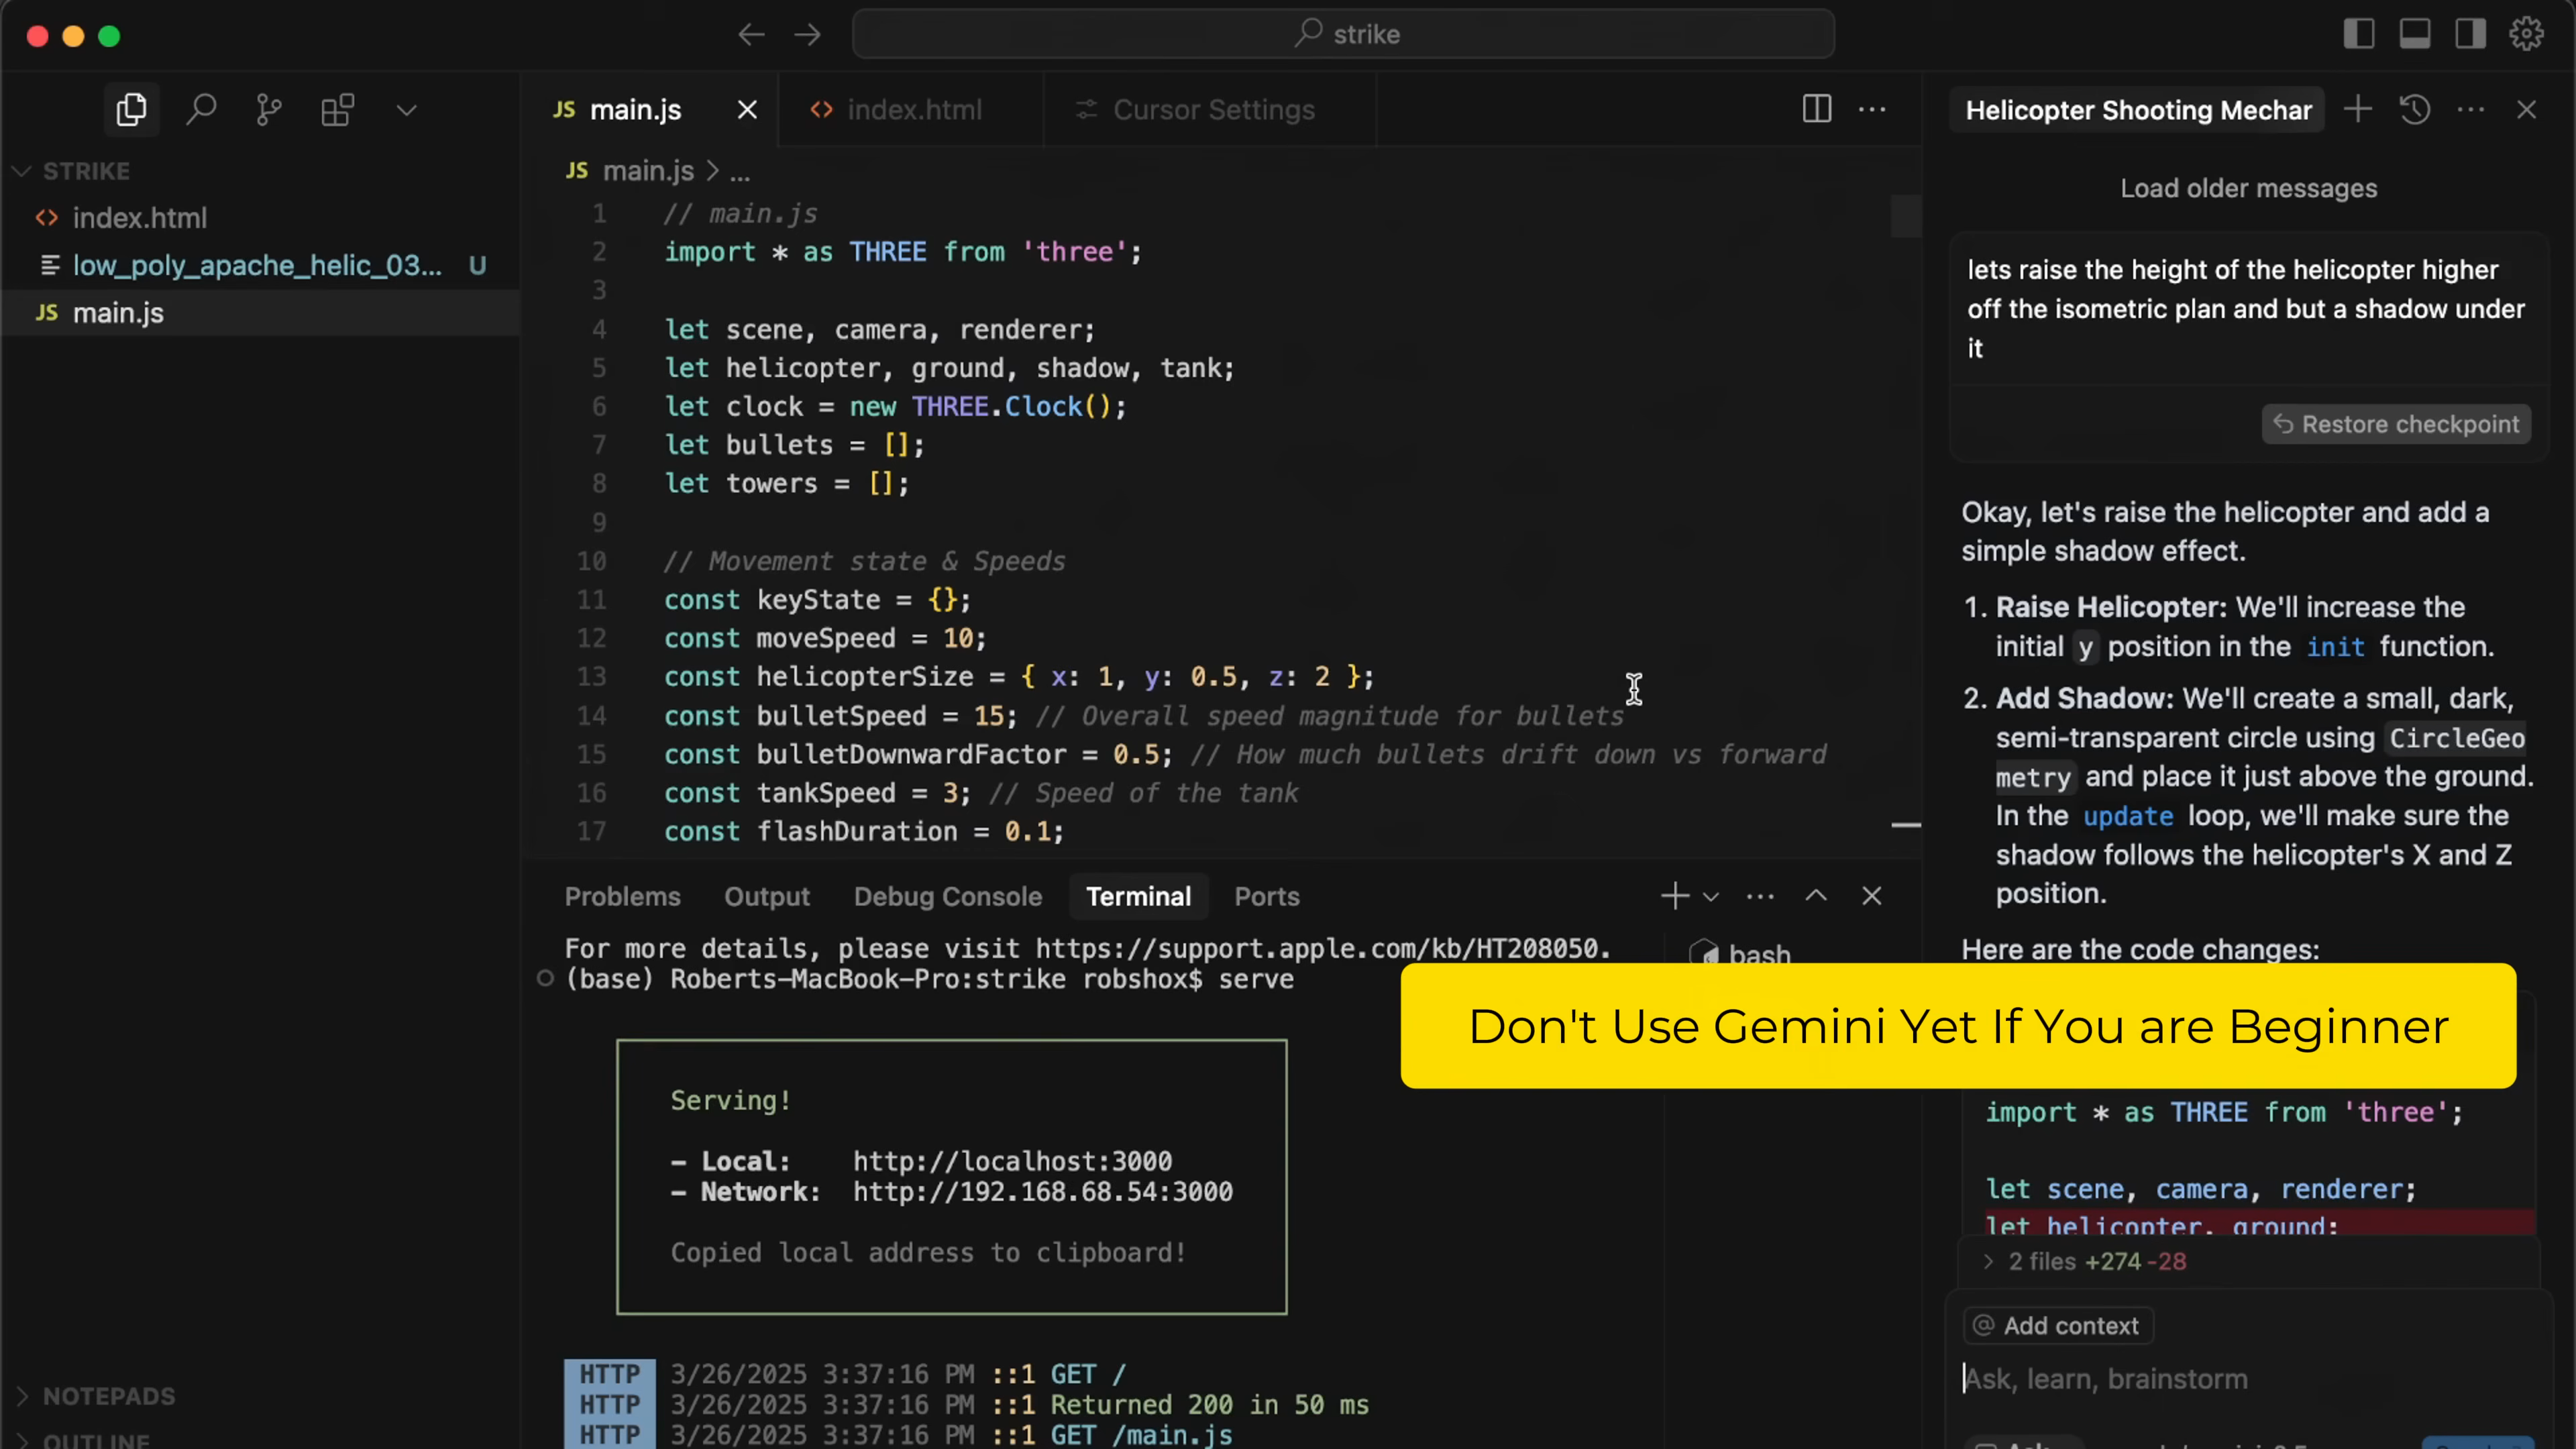 strike
main.js
index.html
Cursor Settings
Helicopter Shooting Mechar
STRIKE
index.html
low_poly_apache_helic_03... U
main.js
JS main.js > ...
1 // main.js
2 import * as THREE from 'three';
3
4 let scene, camera, renderer;
5 let helicopter, ground, shadow, tank;
6 let clock = new THREE.Clock();
7 let bullets = [];
8 let towers = [];
9
10 // Movement state & Speeds
11 const keyState = {};
12 const moveSpeed = 10;
13 const helicopterSize = { x: 1, y: 0.5, z: 2 };
14 const bulletSpeed = 15; // Overall speed magnitude for bullets
15 const bulletDownwardFactor = 0.5; // How much bullets drift down vs forward
16 const tankSpeed = 3; // Speed of the tank
17 const flashDuration = 0.1;
Problems Output Debug Console Terminal Ports
For more details, please visit https://support.apple.com/kb/HT208050.
bash
(base) Roberts-MacBook-Pro:strike robshox$ serve
Serving!
- Local: http://localhost:3000
- Network: http://192.168.68.54:3000
Copied local address to clipboard!
HTTP 3/26/2025 3:37:16 PM ::1 GET /
HTTP 3/26/2025 3:37:16 PM ::1 Returned 200 in 50 ms
HTTP 3/26/2025 3:37:16 PM ::1 GET /main.js
NOTEPADS
OUTLINE
Load older messages
lets raise the height of the helicopter higher
off the isometric plan and but a shadow under
it
Restore checkpoint
Okay, let's raise the helicopter and add a
simple shadow effect.
1. Raise Helicopter: We'll increase the
initial y position in the init function.
2. Add Shadow: We'll create a small, dark,
semi-transparent circle using CircleGeo
metry and place it just above the ground.
In the update loop, we'll make sure the
shadow follows the helicopter's X and Z
position.
Here are the code changes:
Don't Use Gemini Yet If You are Beginner
import * as THREE from 'three';
let scene, camera, renderer;
let helicopter, ground;
2 files +274 -28
@ Add context
Ask, learn, brainstorm